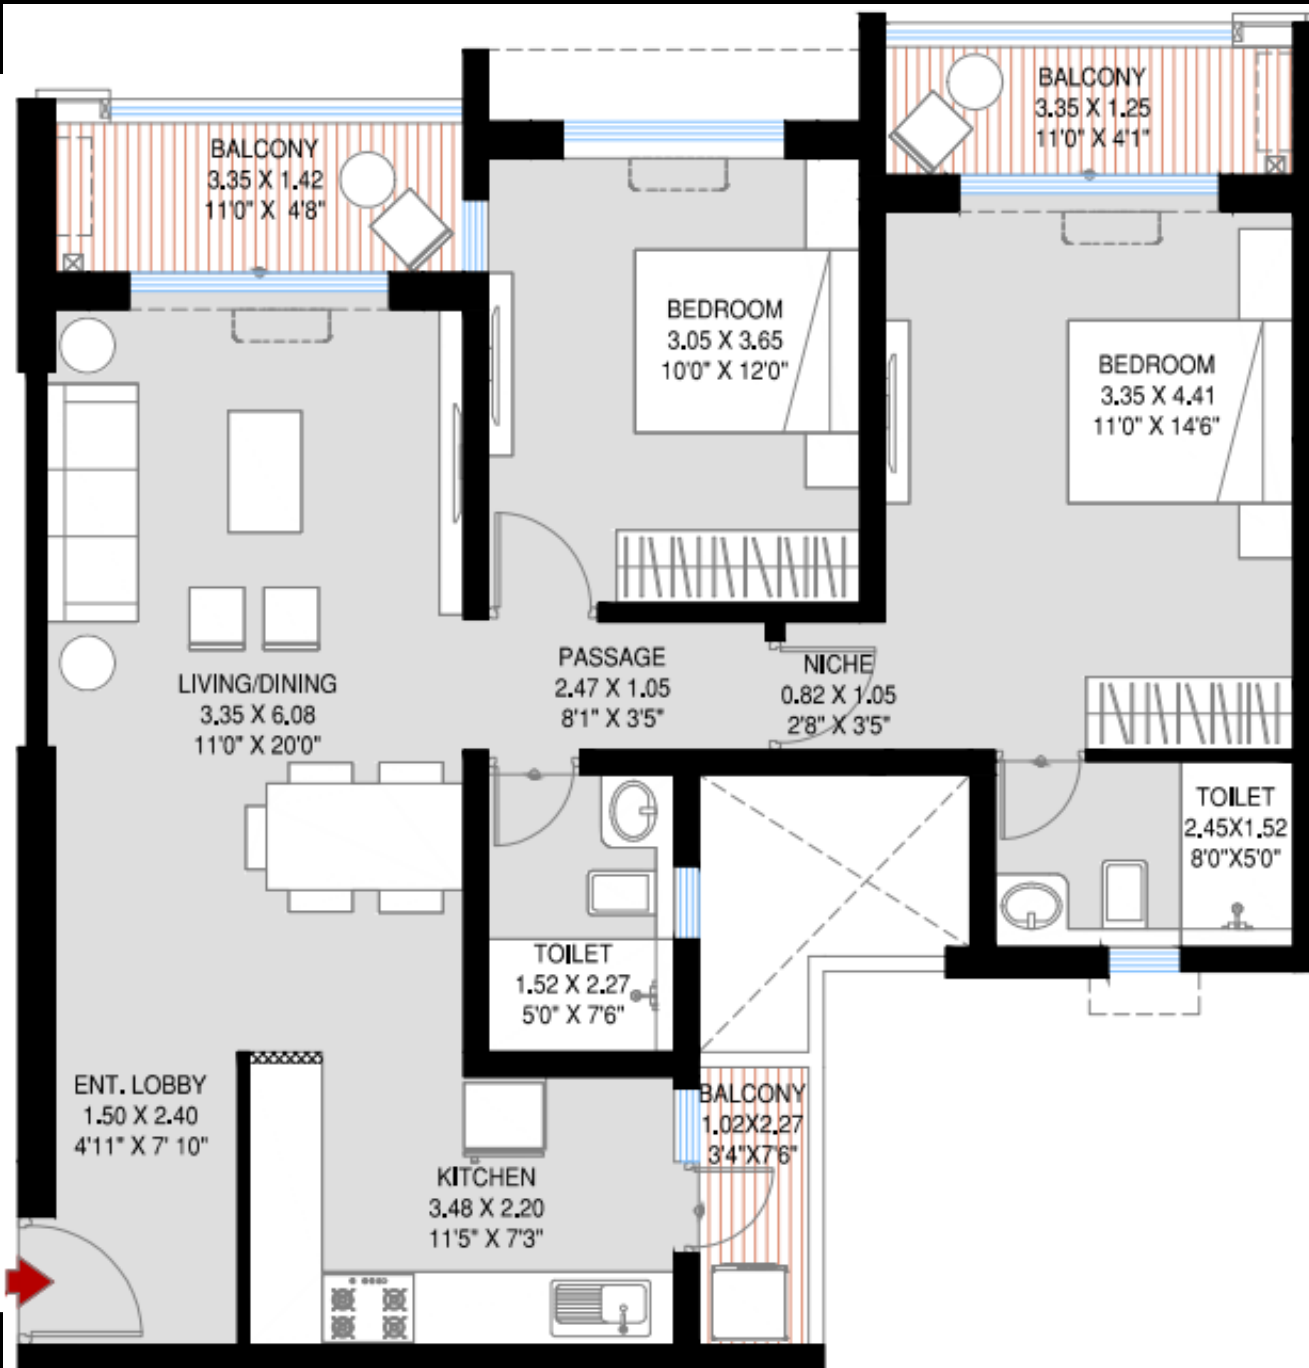 BALCONY
3.35 X 1.42
11'0" X 4'8"
BALCONY
3.35 X 1.25
11'0" X 4'1"
BEDROOM
3.05 X 3.65
10'0" X 12'0"
BEDROOM
3.35 X 4.41
11'0" X 14'6"
LIVING/DINING
3.35 X 6.08
11'0" X 20'0"
PASSAGE
2.47 X 1.05
8'1" X 3'5"
NICHE
0.82 X 1.05
2'8" X 3'5"
TOILET
2.45X1.52
8'0"X5'0"
TOILET
1.52 X 2.27
5'0" X 7'6"
ENT. LOBBY
1.50 X 2.40
4'11" X 7' 10"
KITCHEN
3.48 X 2.20
11'5" X 7'3"
BALCONY
1.02X2.27
3'4"X7'6"